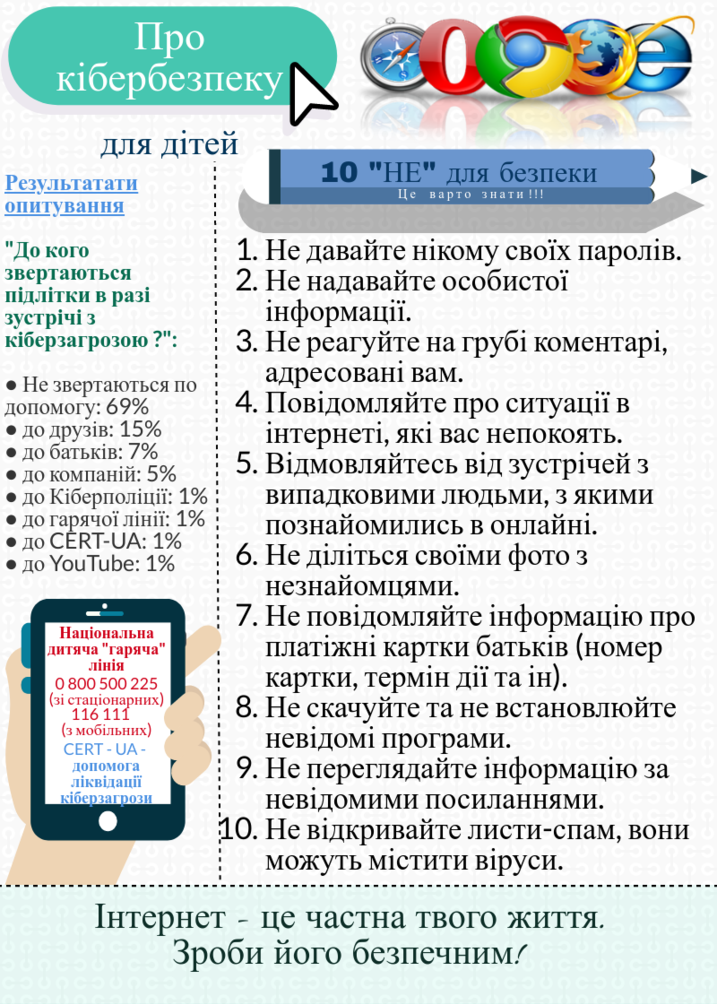 Про
кібербезпеку
для дітей
Результатати
опитування
"До кого
звертаються
підлітки в разі
зустрічі з
кіберзагрозою ?":
● Не звертаються по
допомогу: 69%
● до друзів: 15%
● до батьків: 7%
● до компаній: 5%
● до Кіберполіції: 1%
● до гарячої лінії: 1%
● до CERT-UA: 1%
● до YouTube: 1%
Національна
дитяча "гаряча"
лінія
0 800 500 225
(зі стаціонарних)
116 111
(з мобільних)
CERT - UA -
допомога
ліквідації
кіберзагрози
10 "НЕ" для безпеки
Це варто знати !!!
1. Не давайте нікому своїх паролів.
2. Не надавайте особистої
інформації.
3. Не реагуйте на грубі коментарі,
адресовані вам.
4. Повідомляйте про ситуації в
інтернеті, які вас непокоять.
5. Відмовляйтесь від зустрічей з
випадковими людьми, з якими
познайомились в онлайні.
6. Не діліться своїми фото з
незнайомцями.
7. Не повідомляйте інформацію про
платіжні картки батьків (номер
картки, термін дії та ін).
8. Не скачуйте та не встановлюйте
невідомі програми.
9. Не переглядайте інформацію за
невідомими посиланнями.
10. Не відкривайте листи-спам, вони
можуть містити віруси.
Інтернет - це частна твого життя.
Зроби його безпечним!